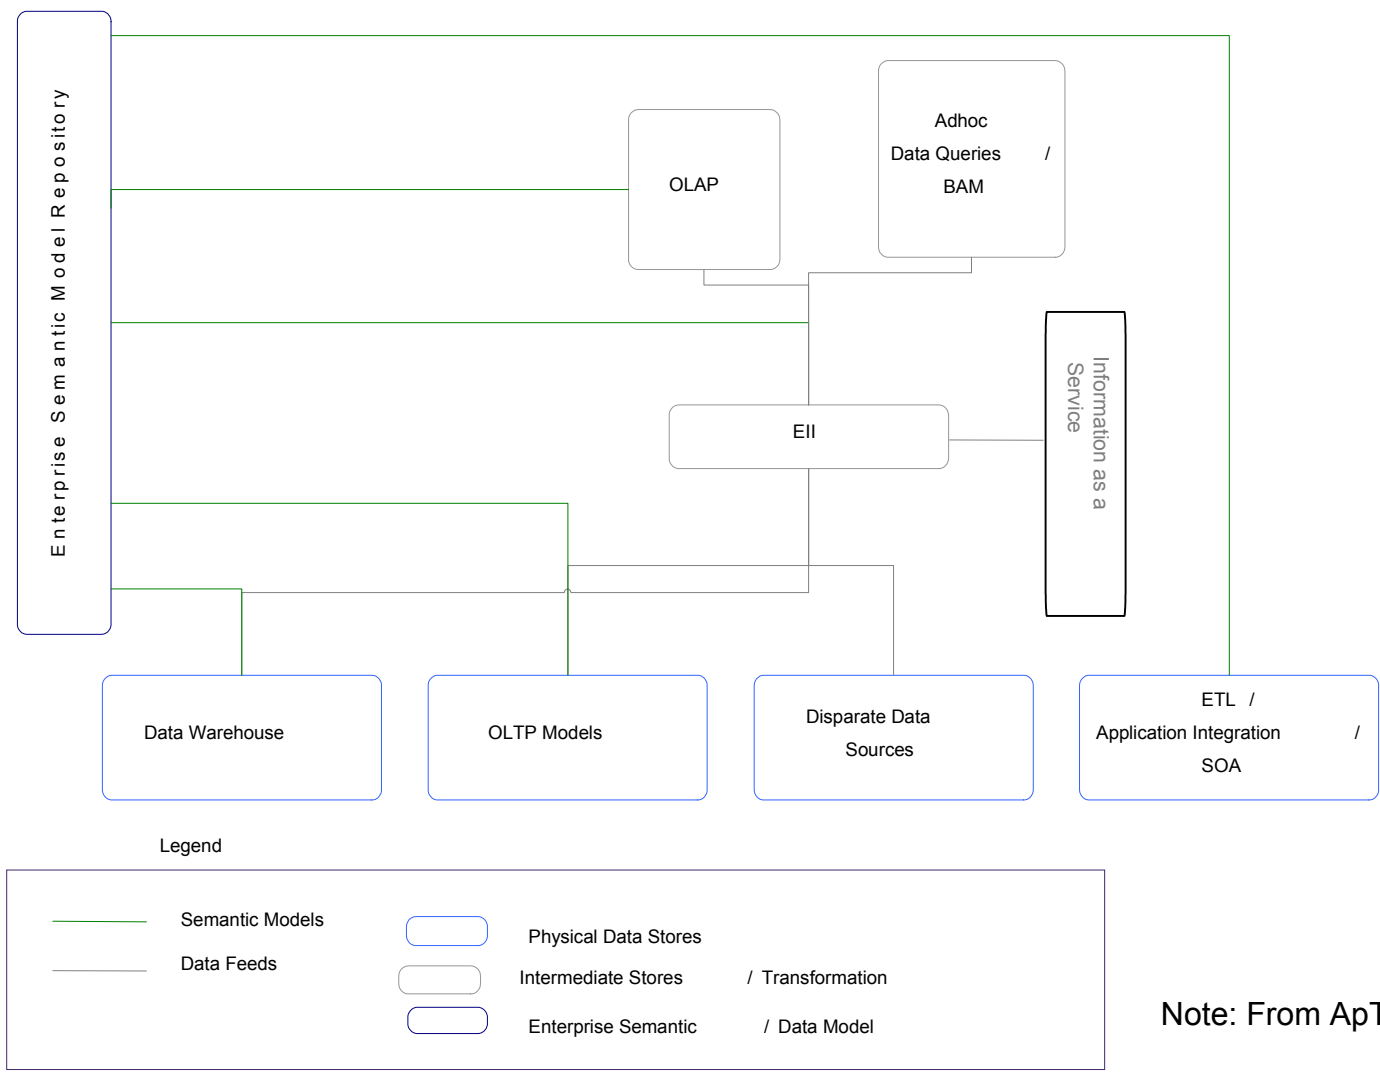 Enterprise Semantic Model Repository
OLAP
Adhoc
Data Queries /
BAM
Information as a
Service
EII
Data Warehouse
OLTP Models
Disparate Data
Sources
ETL /
Application Integration /
SOA
Legend
Semantic Models
Data Feeds
Physical Data Stores
Intermediate Stores / Transformation
Enterprise Semantic / Data Model
Note: From ApT